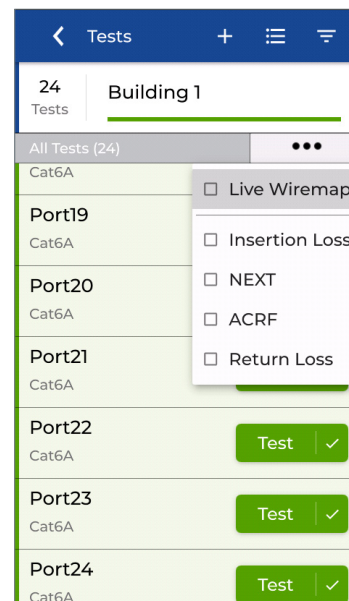 Tests
24
Tests
Building 1
All Tests (24)
Cat6A
Live Wiremap
Port19
Cat6A
Insertion Loss
Port20
NEXT
Cat6A
ACRF
Port21
Return Loss
Cat6A
Port22
Cat6A
Test
Port23
Cat6A
Test
Port24
Cat6A
Test